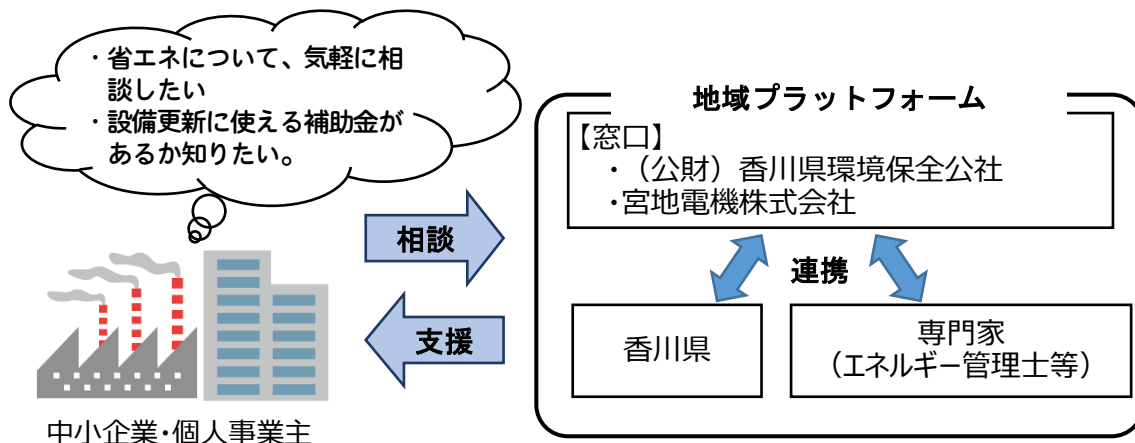 ・省エネについて、気軽に相
談したい
・設備更新に使える補助金が
あるか知りたい。
中小企業・個人事業主
相談
支援
地域プラットフォーム
【窓口】
・（公財）香川県環境保全公社
・宮地電機株式会社
連携
香川県
専門家
（エネルギー管理士等）